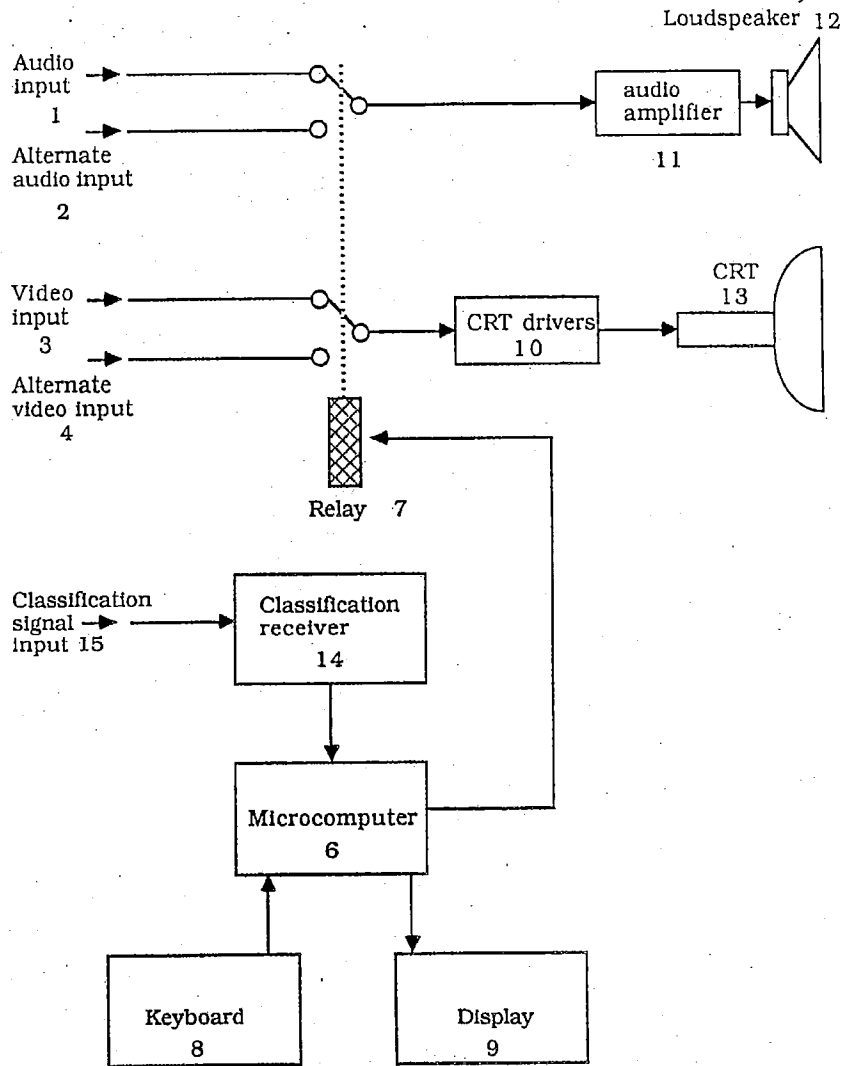 Loudspeaker 12
Audio
input
1
audio
amplifier
11
Alternate
audio input
2
Video
input
3
CRT
13
CRT drivers
10
Alternate
video input
4
Relay 7
Classification
signal
input 15
Classification
receiver
14
Microcomputer
6
Keyboard
8
Display
9